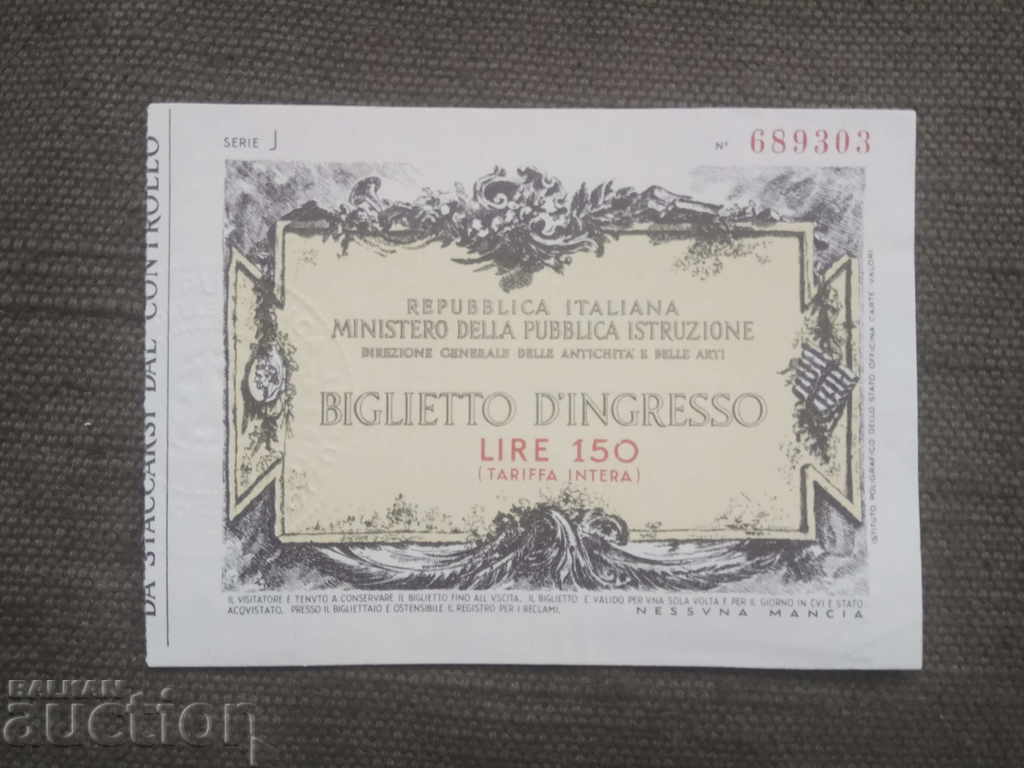 SERIE J
Nº 689303
DA STACCARSI DAL CONTROLLO
REPUBBLICA ITALIANA
MINISTERO DELLA PUBBLICA ISTRUZIONE
DIREZIONE GENERALE DELLE ANTICHITA' E BELLE ARTI
BIGLIETTO D'INGRESSO
LIRE 150
(TARIFFA INTERA)
ISTITUTO POLIGRAFICO DELLO STATO OFFICINA CARTE VALORI
IL VISITATORE E TENVTO A CONSERVARE IL BIGLIETTO FINO ALL VSCITA. IL BIGLIETTO E VALIDO PER VNA SOLA VOLTA E PER IL GIORNO IN CVI E STATO
ACQVISTATO. PRESSO IL BIGLIETTAIO E OSTENSIBILE IL REGISTRO PER I RECLAMI. NESSVNA MANCIA
BALKAN
auction